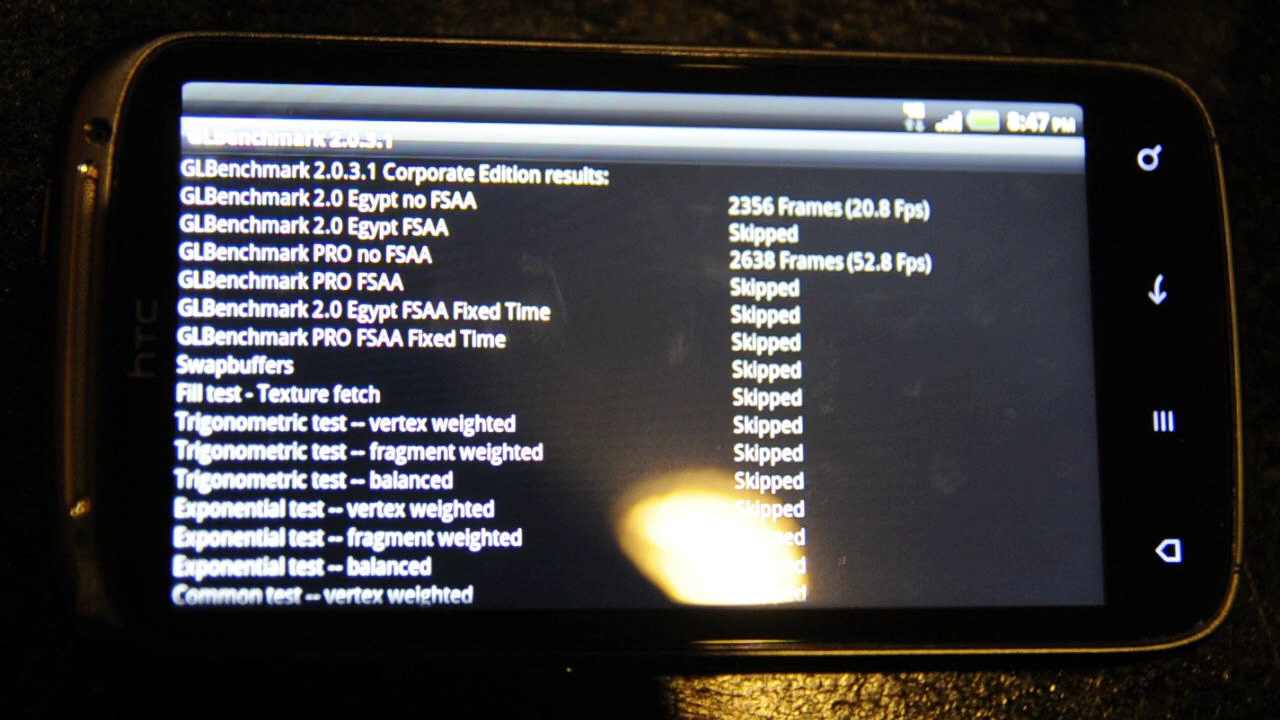 8:47 PM
GLBenchmark 2.0.3.1
GLBenchmark 2.0.3.1 Corporate Edition results:
GLBenchmark 2.0 Egypt no FSAA 2356 Frames (20.8 Fps)
GLBenchmark 2.0 Egypt FSAA Skipped
GLBenchmark PRO no FSAA 2638 Frames (52.8 Fps)
GLBenchmark PRO FSAA Skipped
GLBenchmark 2.0 Egypt FSAA Fixed Time Skipped
GLBenchmark PRO FSAA Fixed Time Skipped
Swapbuffers Skipped
Fill test - Texture fetch Skipped
Trigonometric test -- vertex weighted Skipped
Trigonometric test -- fragment weighted Skipped
Trigonometric test -- balanced Skipped
Exponential test -- vertex weighted Skipped
Exponential test -- fragment weighted
Exponential test -- balanced
Common test -- vertex weighted
hTC